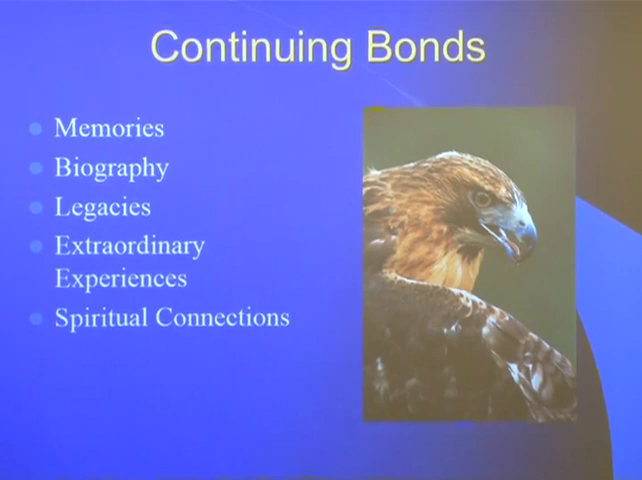 Continuing Bonds
Memories
Biography
Legacies
Extraordinary
Experiences
Spiritual Connections